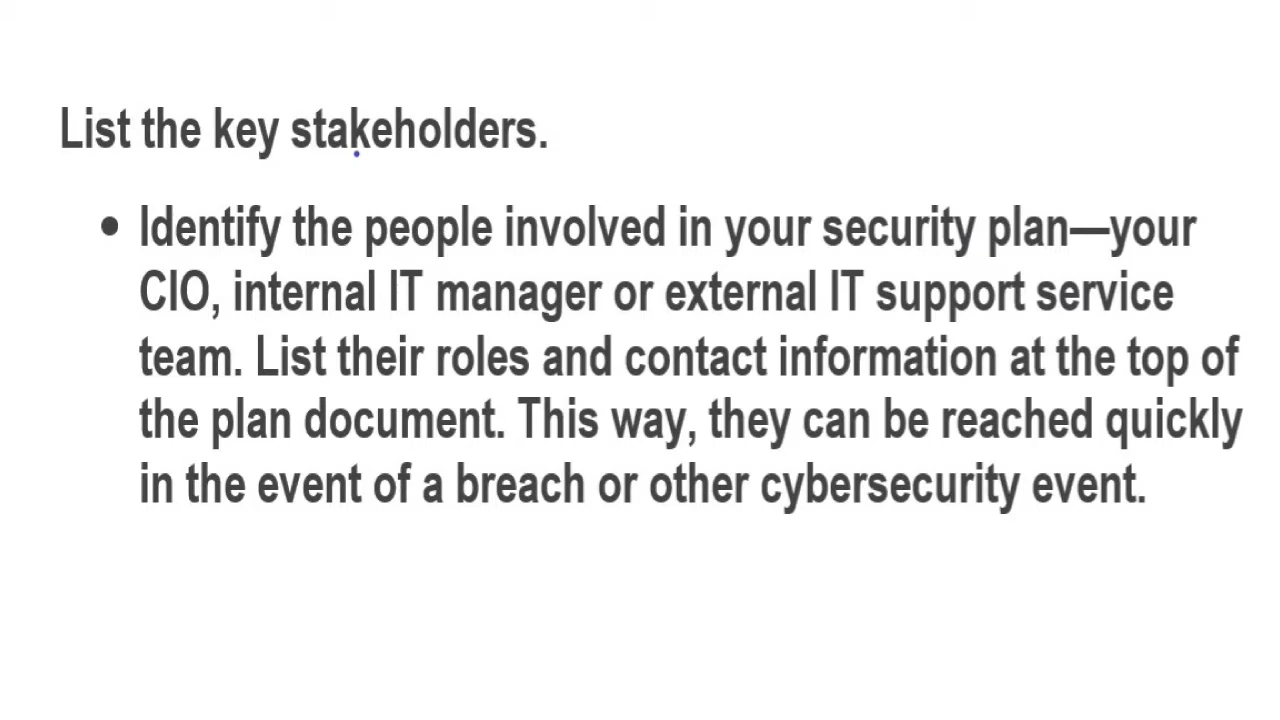 List the key stakeholders.
• Identify the people involved in your security plan—your
CIO, internal IT manager or external IT support service
team. List their roles and contact information at the top of
the plan document. This way, they can be reached quickly
in the event of a breach or other cybersecurity event.